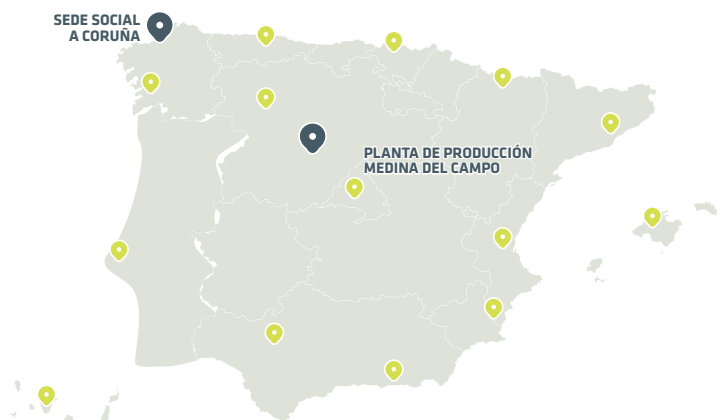 SEDE SOCIAL
A CORUÑA
PLANTA DE PRODUCCIÓN
MEDINA DEL CAMPO